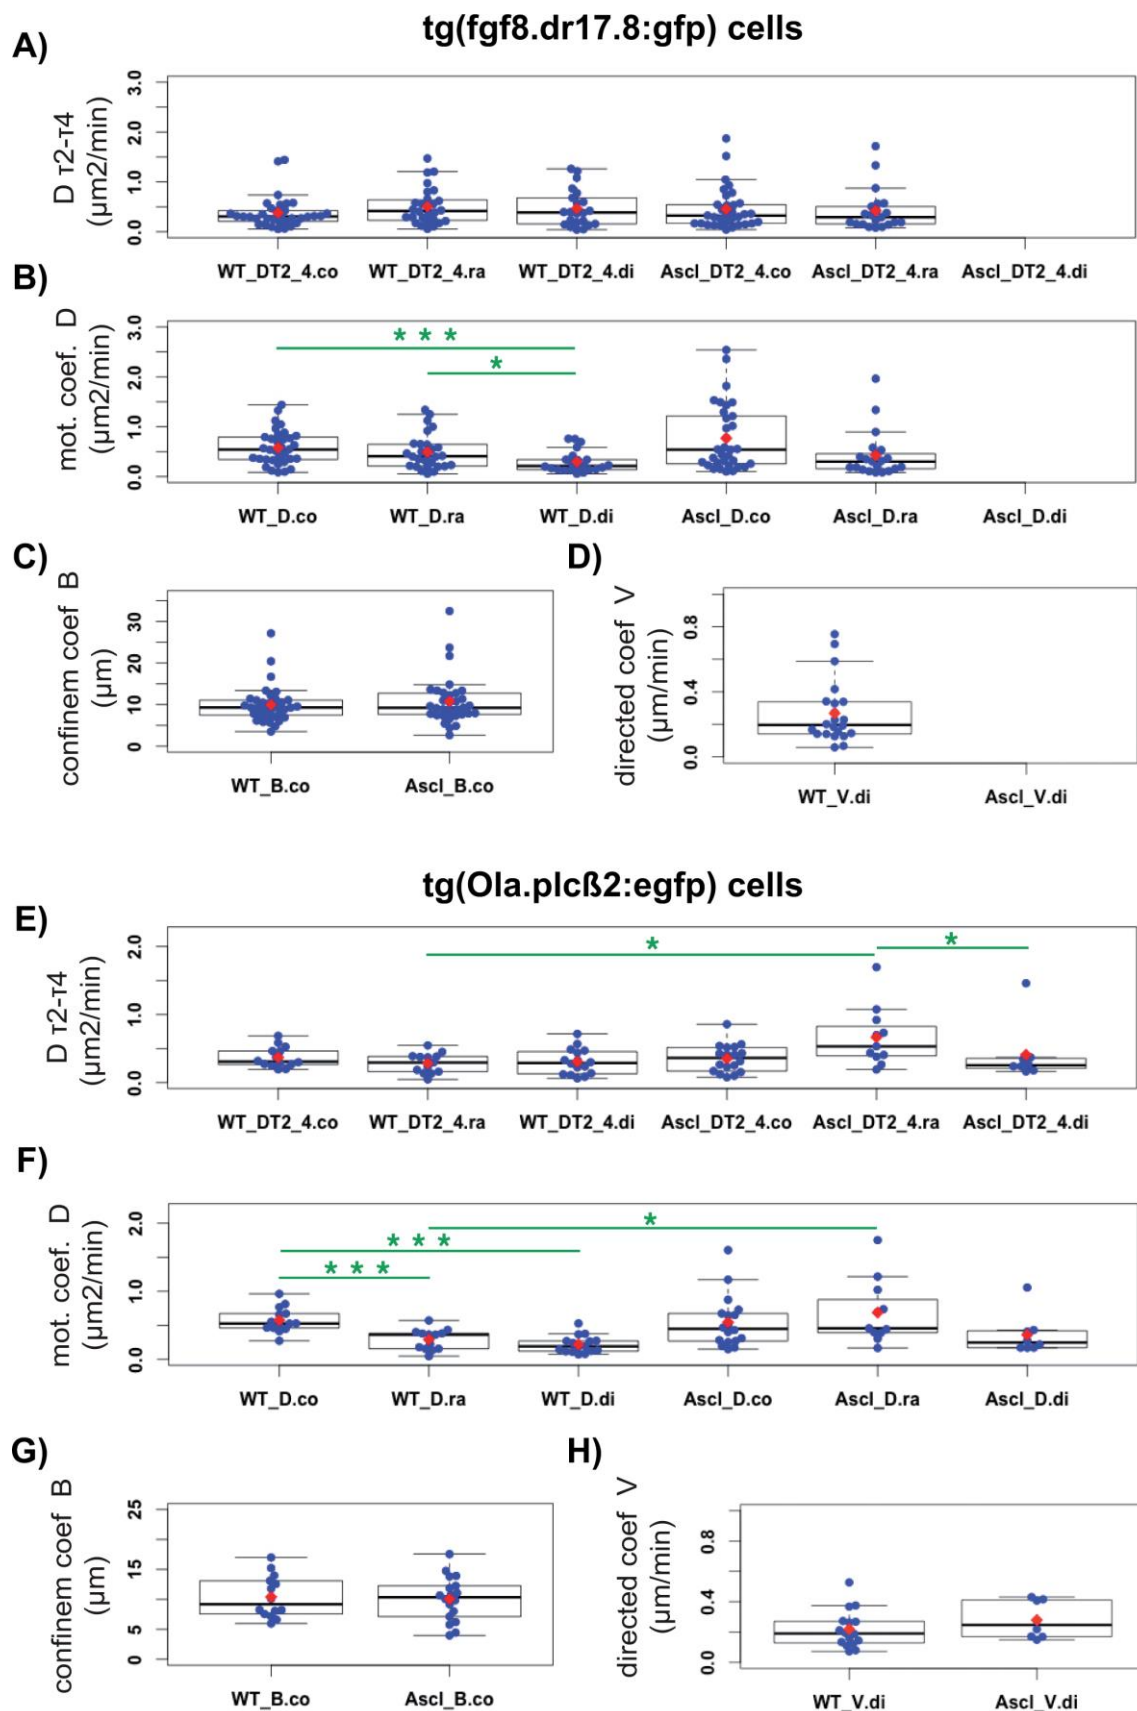 tg(fgf8.dr17.8:gfp) cells
A)
D τ2-τ4
(μm2/min)
0.0 1.0 2.0 3.0
WT_DT2_4.co WT_DT2_4.ra WT_DT2_4.di Ascl_DT2_4.co Ascl_DT2_4.ra Ascl_DT2_4.di
B)
mot. coef. D
(μm2/min)
0.0 1.0 2.0 3.0
* * *
*
WT_D.co WT_D.ra WT_D.di Ascl_D.co Ascl_D.ra Ascl_D.di
C)
confinem coef B
(μm)
0 10 20 30
WT_B.co Ascl_B.co
D)
directed coef V
(μm/min)
0.0 0.4 0.8
WT_V.di Ascl_V.di
tg(Ola.plcß2:egfp) cells
E)
D τ2-τ4
(μm2/min)
0.0 1.0 2.0
* *
WT_DT2_4.co WT_DT2_4.ra WT_DT2_4.di Ascl_DT2_4.co Ascl_DT2_4.ra Ascl_DT2_4.di
F)
mot. coef. D
(μm2/min)
0.0 1.0 2.0
*
* * *
* * *
WT_D.co WT_D.ra WT_D.di Ascl_D.co Ascl_D.ra Ascl_D.di
G)
confinem coef B
(μm)
0 5 15 25
WT_B.co Ascl_B.co
H)
directed coef V
(μm/min)
0.0 0.4 0.8
WT_V.di Ascl_V.di